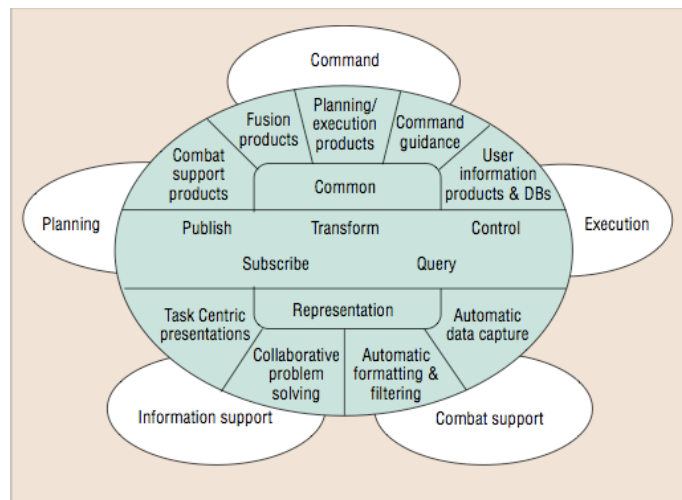 Command
Planning/
execution
products
Fusion
products
Command
guidance
Combat
support
products
User
information
products & DBs
Common
Planning
Publish
Transform
Control
Execution
Subscribe
Query
Representation
Task Centric
presentations
Automatic
data capture
Collaborative
problem
solving
Automatic
formatting &
filtering
Information support
Combat support